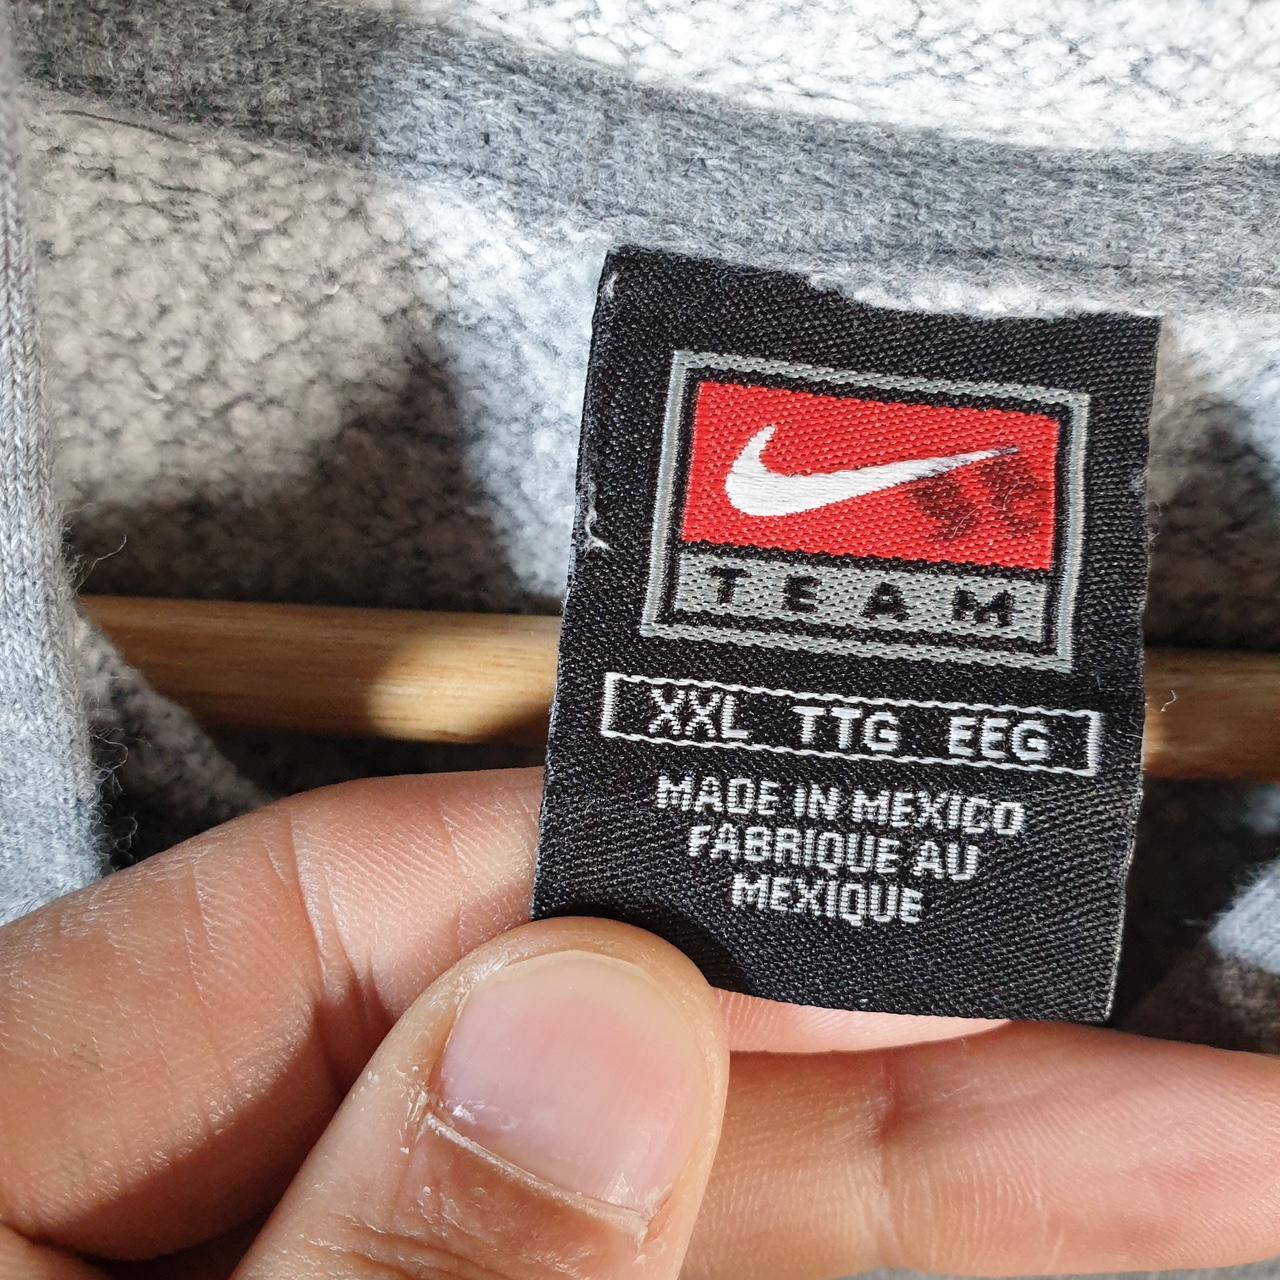 TEAM
XXL TTG EEG
MADE IN MEXICO
FABRIQUE AU
MEXIQUE